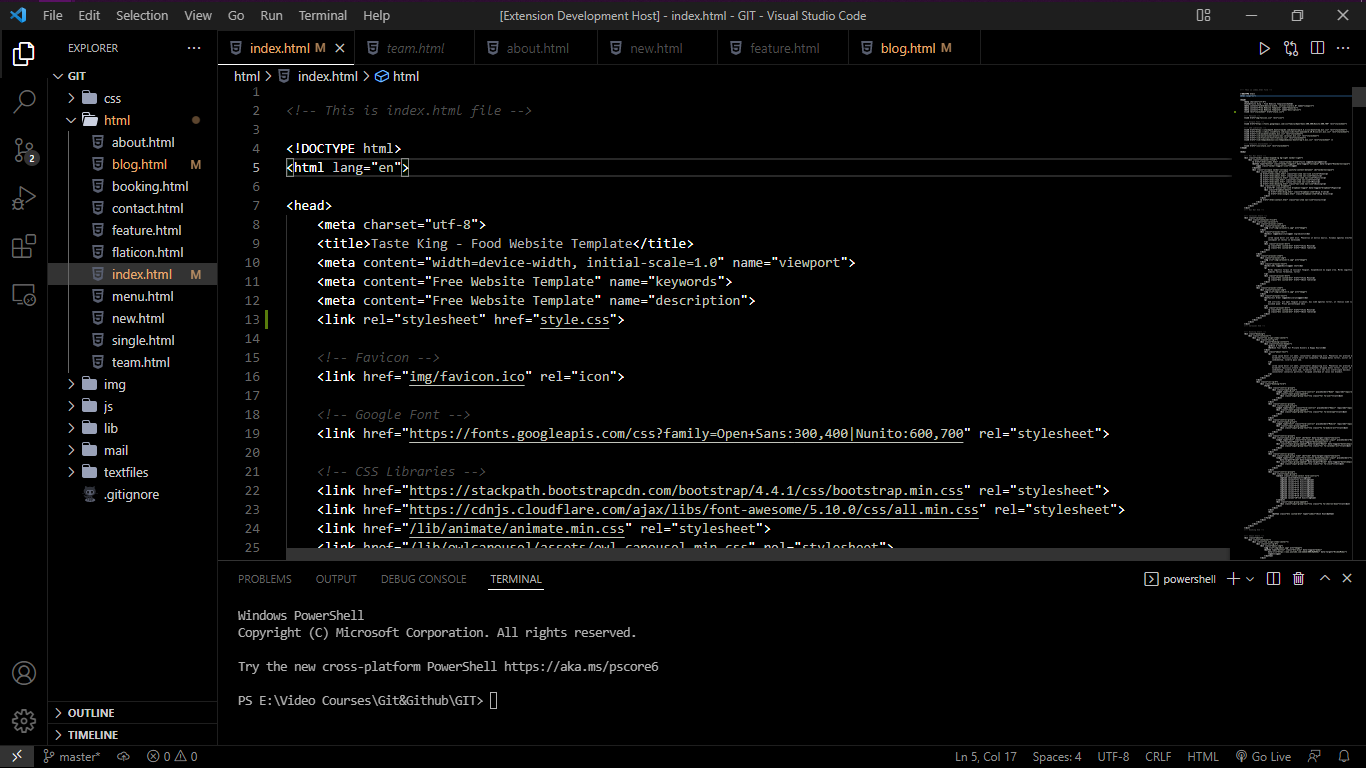 File Edit Selection View Go Run Terminal Help [Extension Development Host] - index.html - GIT - Visual Studio Code
EXPLORER
index.html M team.html about.html new.html feature.html blog.html M
GIT
css
html
about.html
blog.html M
booking.html
contact.html
feature.html
flaticon.html
index.html M
menu.html
new.html
single.html
team.html
img
js
lib
mail
textfiles
.gitignore
2
OUTLINE
TIMELINE
html > index.html > html
1
2 <!-- This is index.html file -->
3
4 <!DOCTYPE html>
5 <html lang="en">
6
7 <head>
8 <meta charset="utf-8">
9 <title>Taste King - Food Website Template</title>
10 <meta content="width=device-width, initial-scale=1.0" name="viewport">
11 <meta content="Free Website Template" name="keywords">
12 <meta content="Free Website Template" name="description">
13 <link rel="stylesheet" href="style.css">
14
15 <!-- Favicon -->
16 <link href="img/favicon.ico" rel="icon">
17
18 <!-- Google Font -->
19 <link href="https://fonts.googleapis.com/css?family=Open+Sans:300,400|Nunito:600,700" rel="stylesheet">
20
21 <!-- CSS Libraries -->
22 <link href="https://stackpath.bootstrapcdn.com/bootstrap/4.4.1/css/bootstrap.min.css" rel="stylesheet">
23 <link href="https://cdnjs.cloudflare.com/ajax/libs/font-awesome/5.10.0/css/all.min.css" rel="stylesheet">
24 <link href="/lib/animate/animate.min.css" rel="stylesheet">
25 <link href="/lib/owlcarousel/assets/owl.carousel.min.css" rel="stylesheet">
PROBLEMS OUTPUT DEBUG CONSOLE TERMINAL powershell
Windows PowerShell
Copyright (C) Microsoft Corporation. All rights reserved.
Try the new cross-platform PowerShell https://aka.ms/pscore6
PS E:\Video Courses\Git&Github\GIT>
master* 0 0 Ln 5, Col 17 Spaces: 4 UTF-8 CRLF HTML Go Live